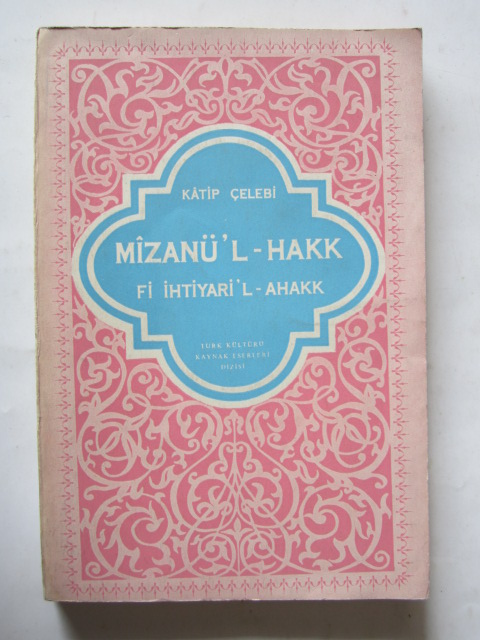 KÂTİP ÇELEBİ
MÎZANÜ'L-HAKK
Fİ İHTİYARİ'L-AHAKK
TÜRK KÜLTÜRÜ
KAYNAK ESERLERİ
DİZİSİ